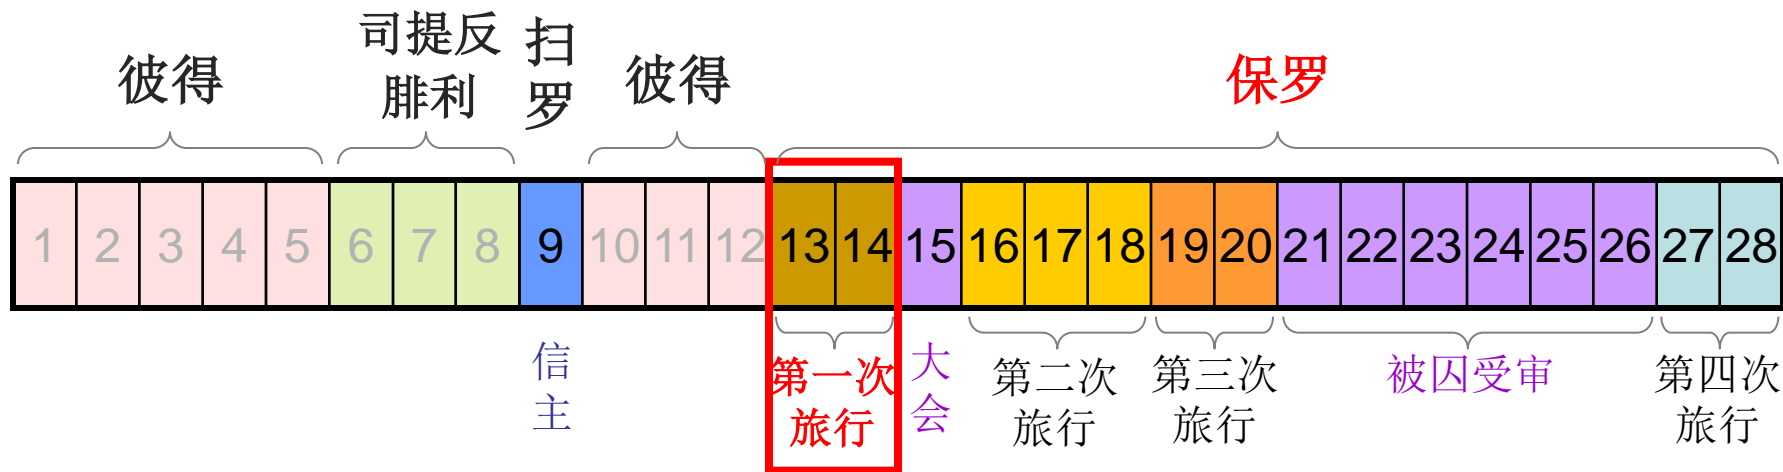 彼得
司提反
腓利
扫
罗
彼得
保罗
1 2 3 4 5 6 7 8 9 10 11 12 13 14 15 16 17 18 19 20 21 22 23 24 25 26 27 28
信
主
第一次
旅行
大
会
第二次
旅行
第三次
旅行
被囚受审
第四次
旅行